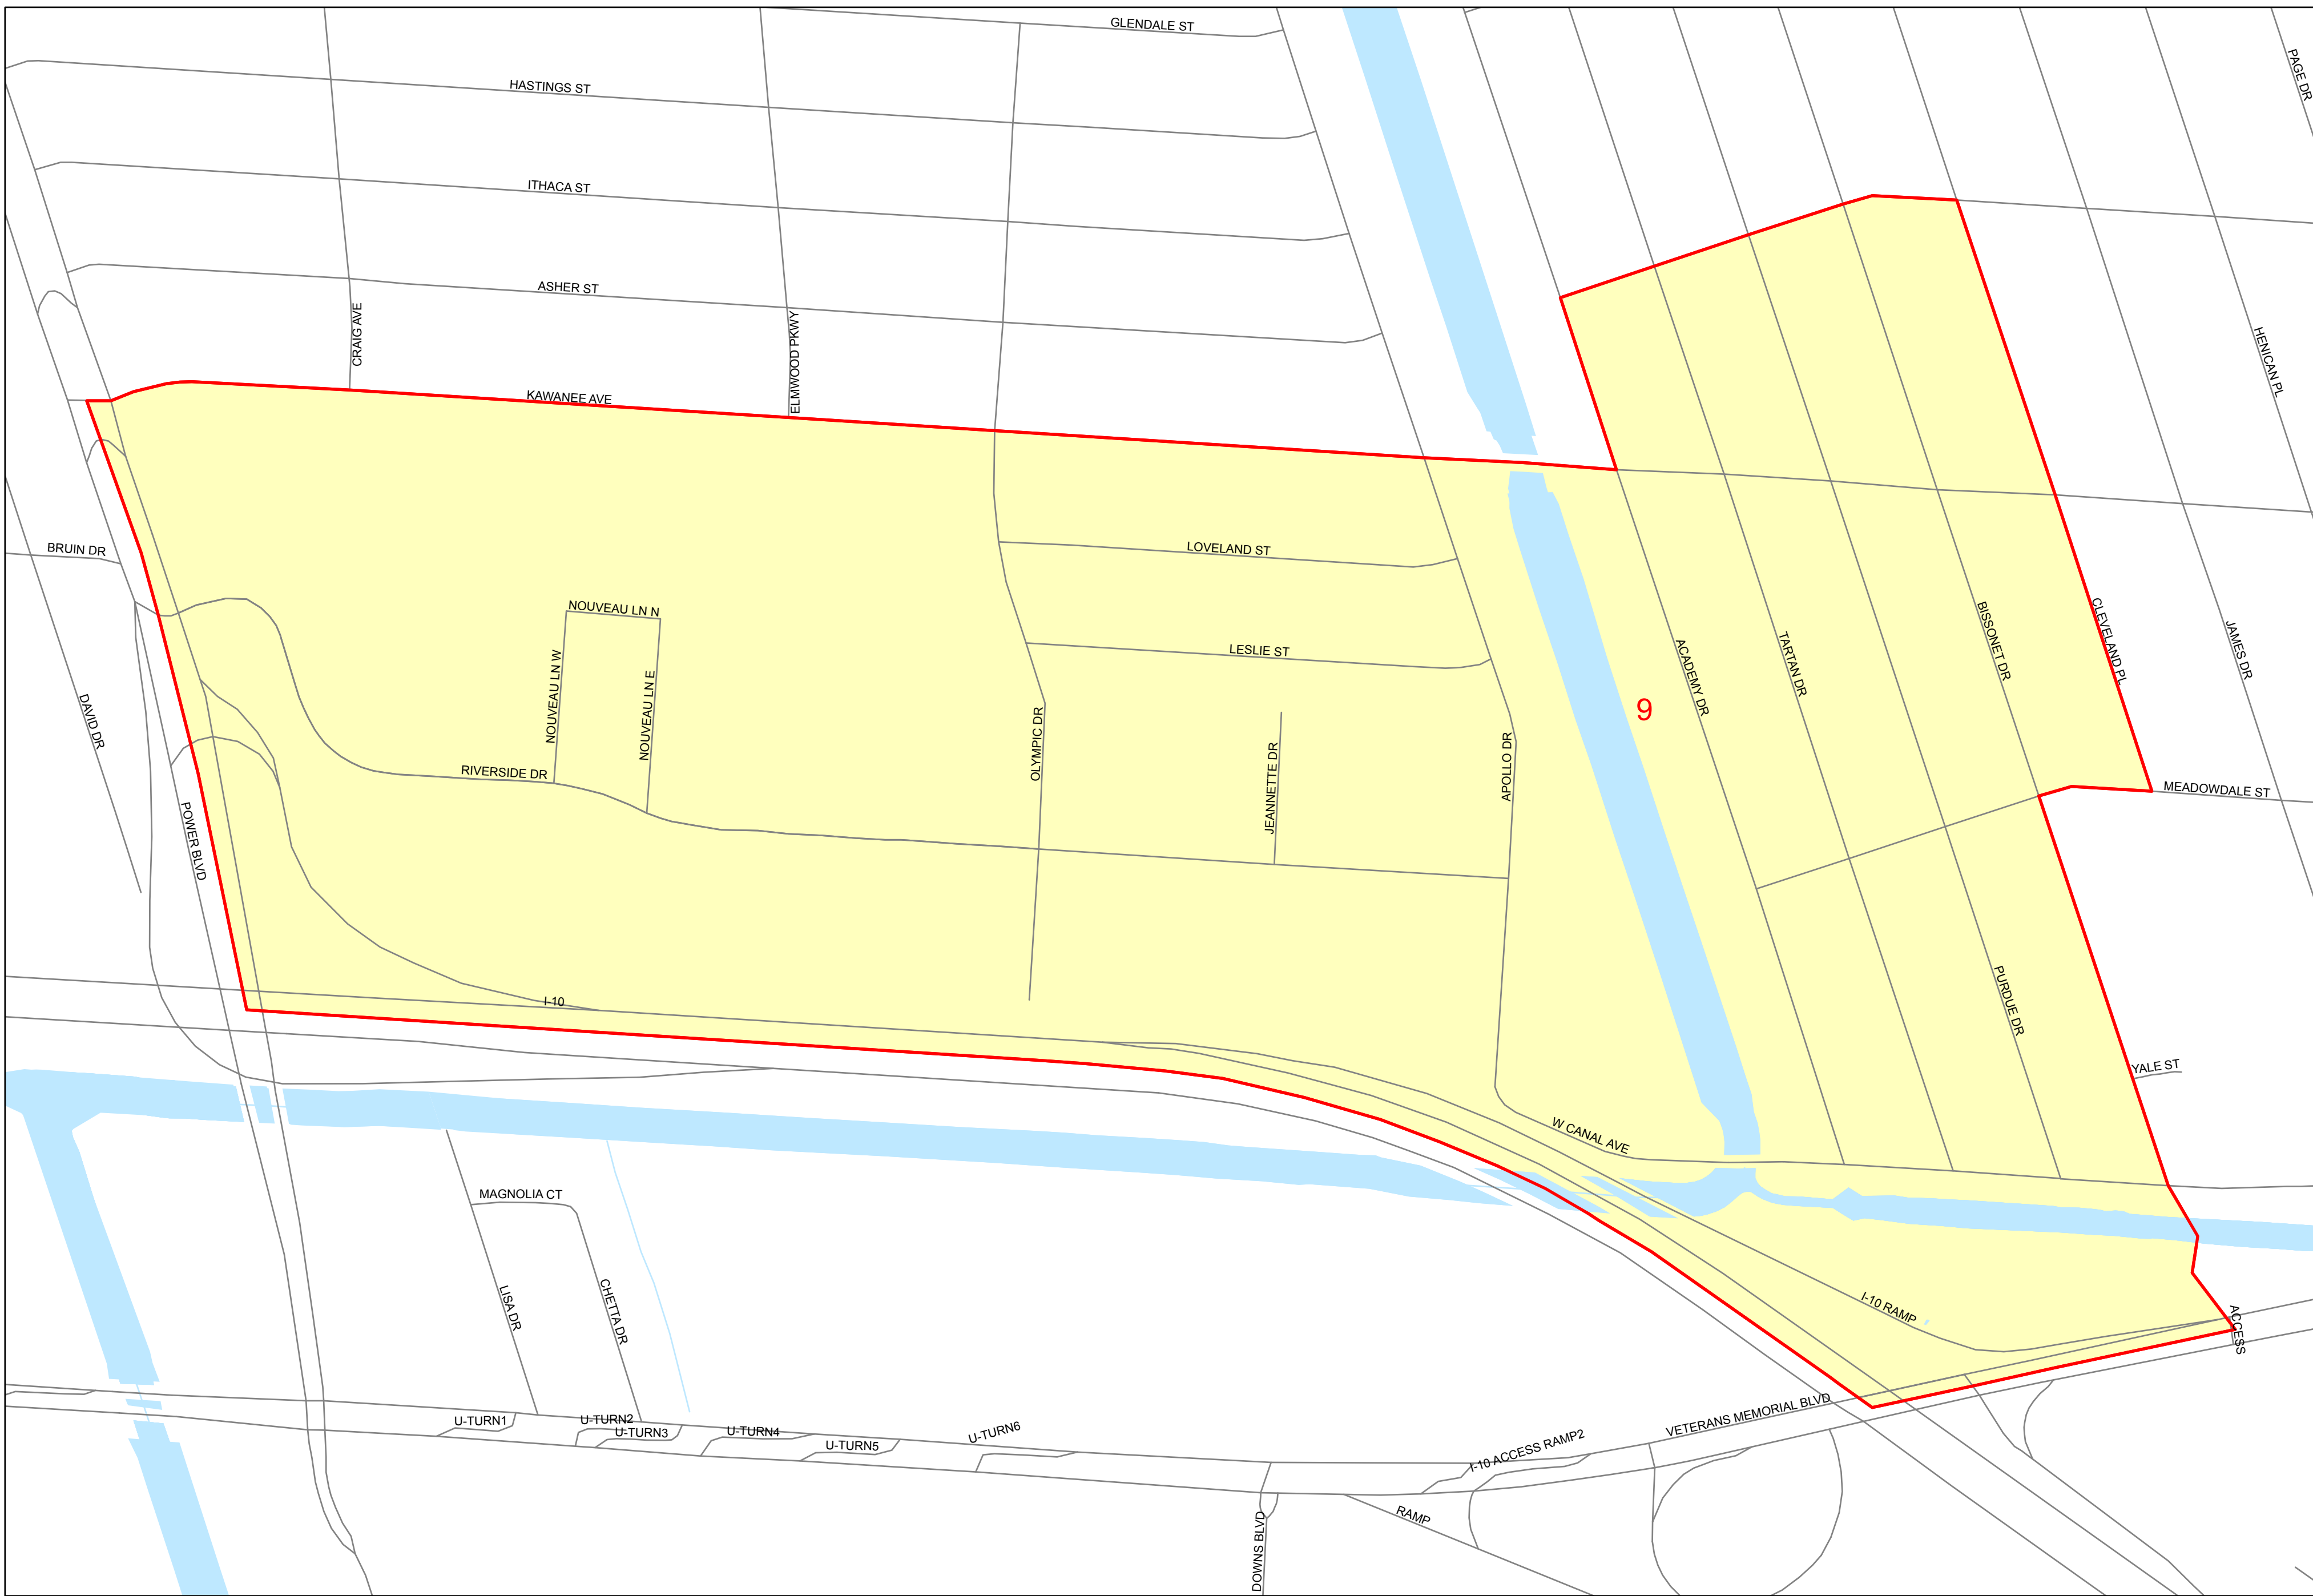 GLENDALE ST
PAGE DR
HASTINGS ST
ITHACA ST
ASHER ST
CRAIG AVE
ELMWOOD PKWY
HENICAN PL
KAWANEE AVE
BRUIN DR
LOVELAND ST
NOUVEAU LN N
LESLIE ST
NOUVEAU LN W
NOUVEAU LN E
DAVID DR
OLYMPIC DR
JEANNETTE DR
APOLLO DR
9
ACADEMY DR
TARTAN DR
BISSONET DR
CLEVELAND PL
JAMES DR
RIVERSIDE DR
POWER BLVD
MEADOWDALE ST
I-10
PURDUE DR
YALE ST
W CANAL AVE
MAGNOLIA CT
LISA DR
CHETTA DR
I-10 RAMP
ACCESS
U-TURN1
U-TURN2
U-TURN3
U-TURN4
U-TURN5
U-TURN6
VETERANS MEMORIAL BLVD
I-10 ACCESS RAMP2
RAMP
DOWNS BLVD